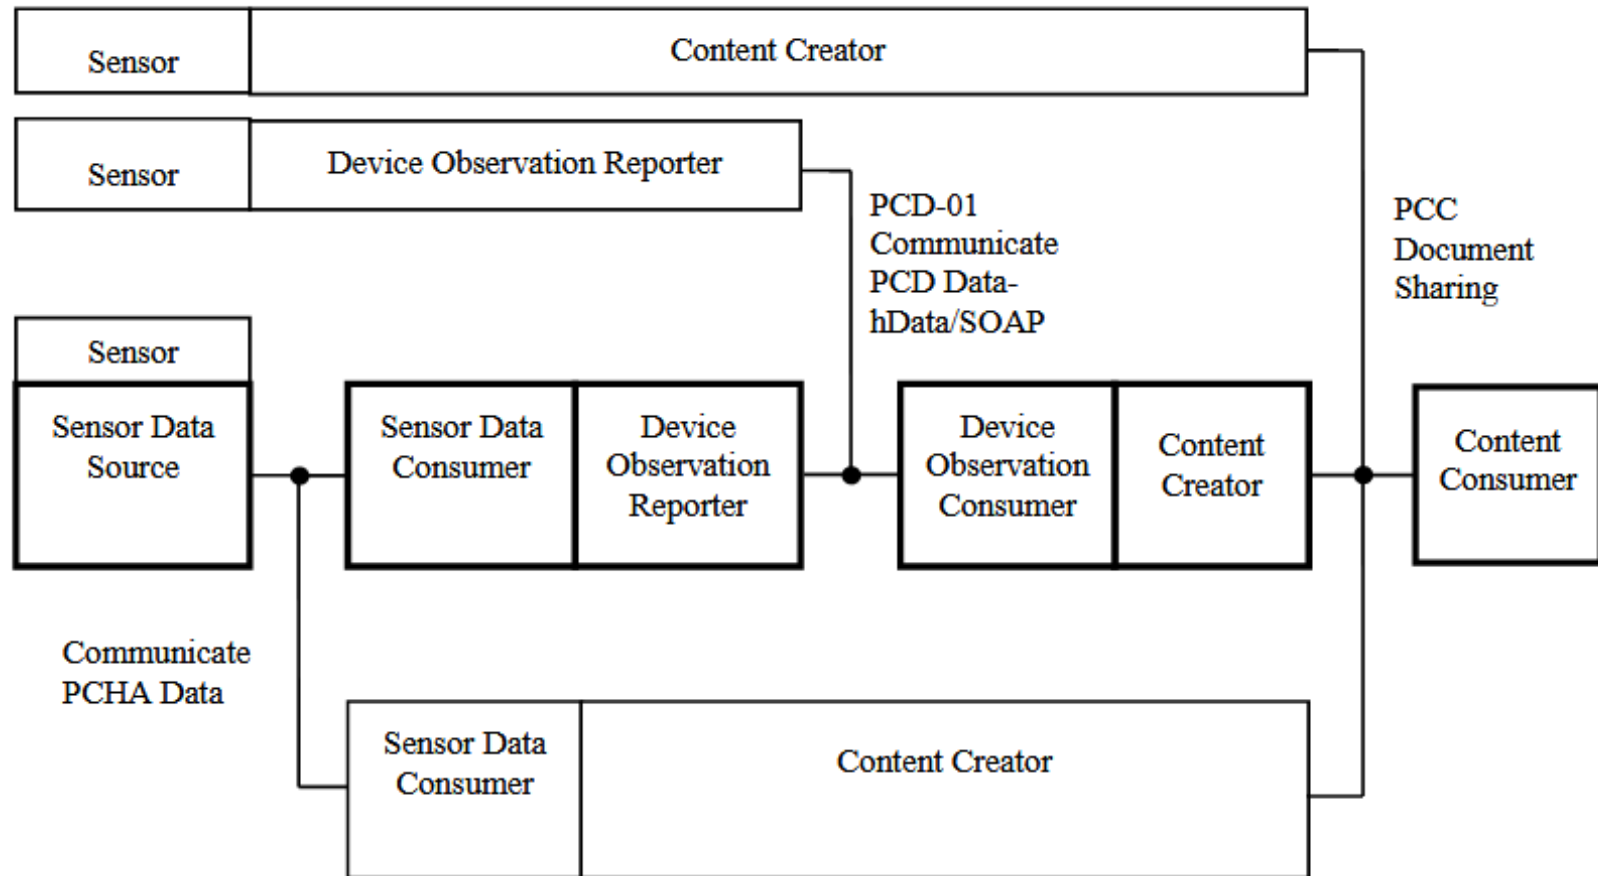 Sensor
Content Creator
Sensor
Device Observation Reporter
PCD-01
Communicate
PCD Data-
hData/SOAP
PCC
Document
Sharing
Sensor
Sensor Data
Source
Sensor Data
Consumer
Device
Observation
Reporter
Device
Observation
Consumer
Content
Creator
Content
Consumer
Communicate
PCHA Data
Sensor Data
Consumer
Content Creator